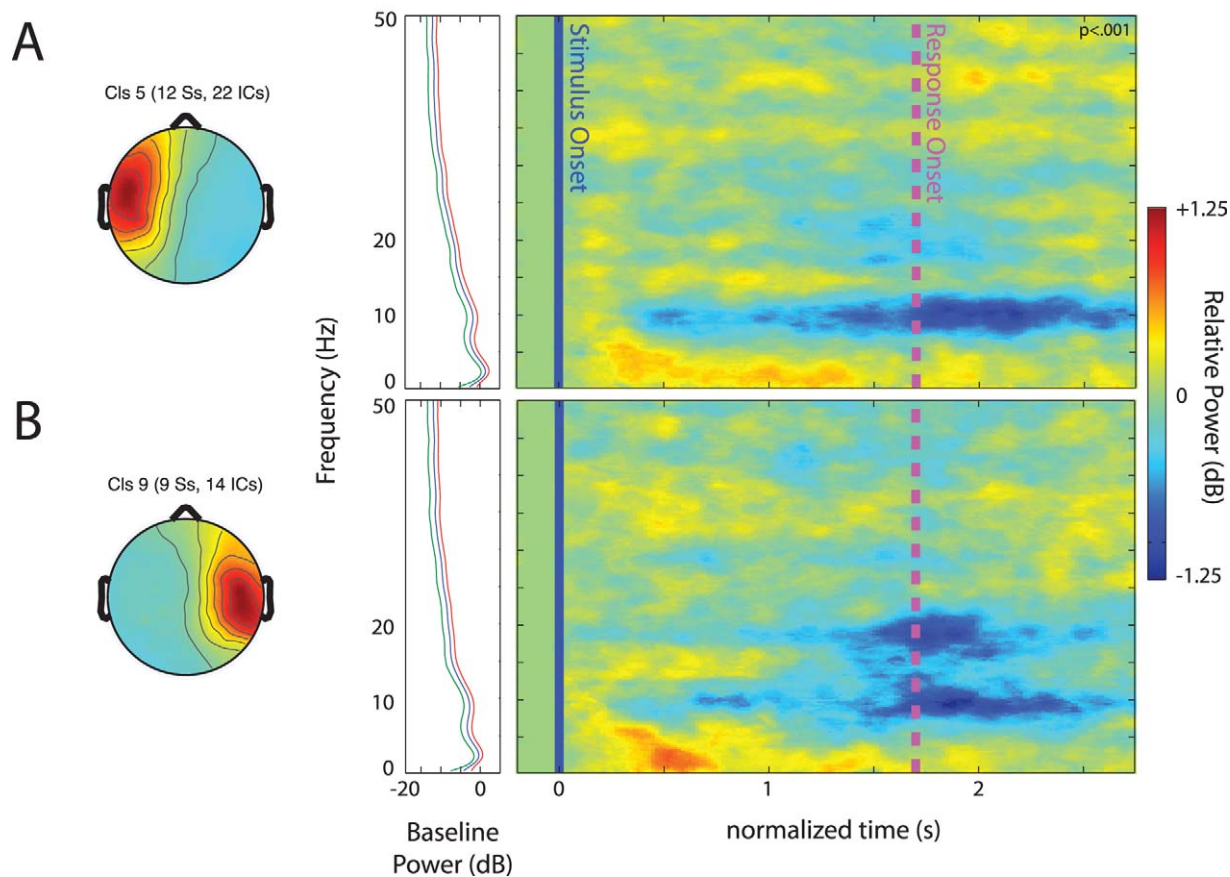 A
Cls 5 (12 Ss, 22 ICs)
50
20
10
0
Stimulus Onset
Response Onset
p<.001
Frequency (Hz)
+1.25
0
-1.25
Relative Power (dB)
B
Cls 9 (9 Ss, 14 ICs)
50
20
10
0
-20
0
Baseline
Power (dB)
0
1
2
normalized time (s)